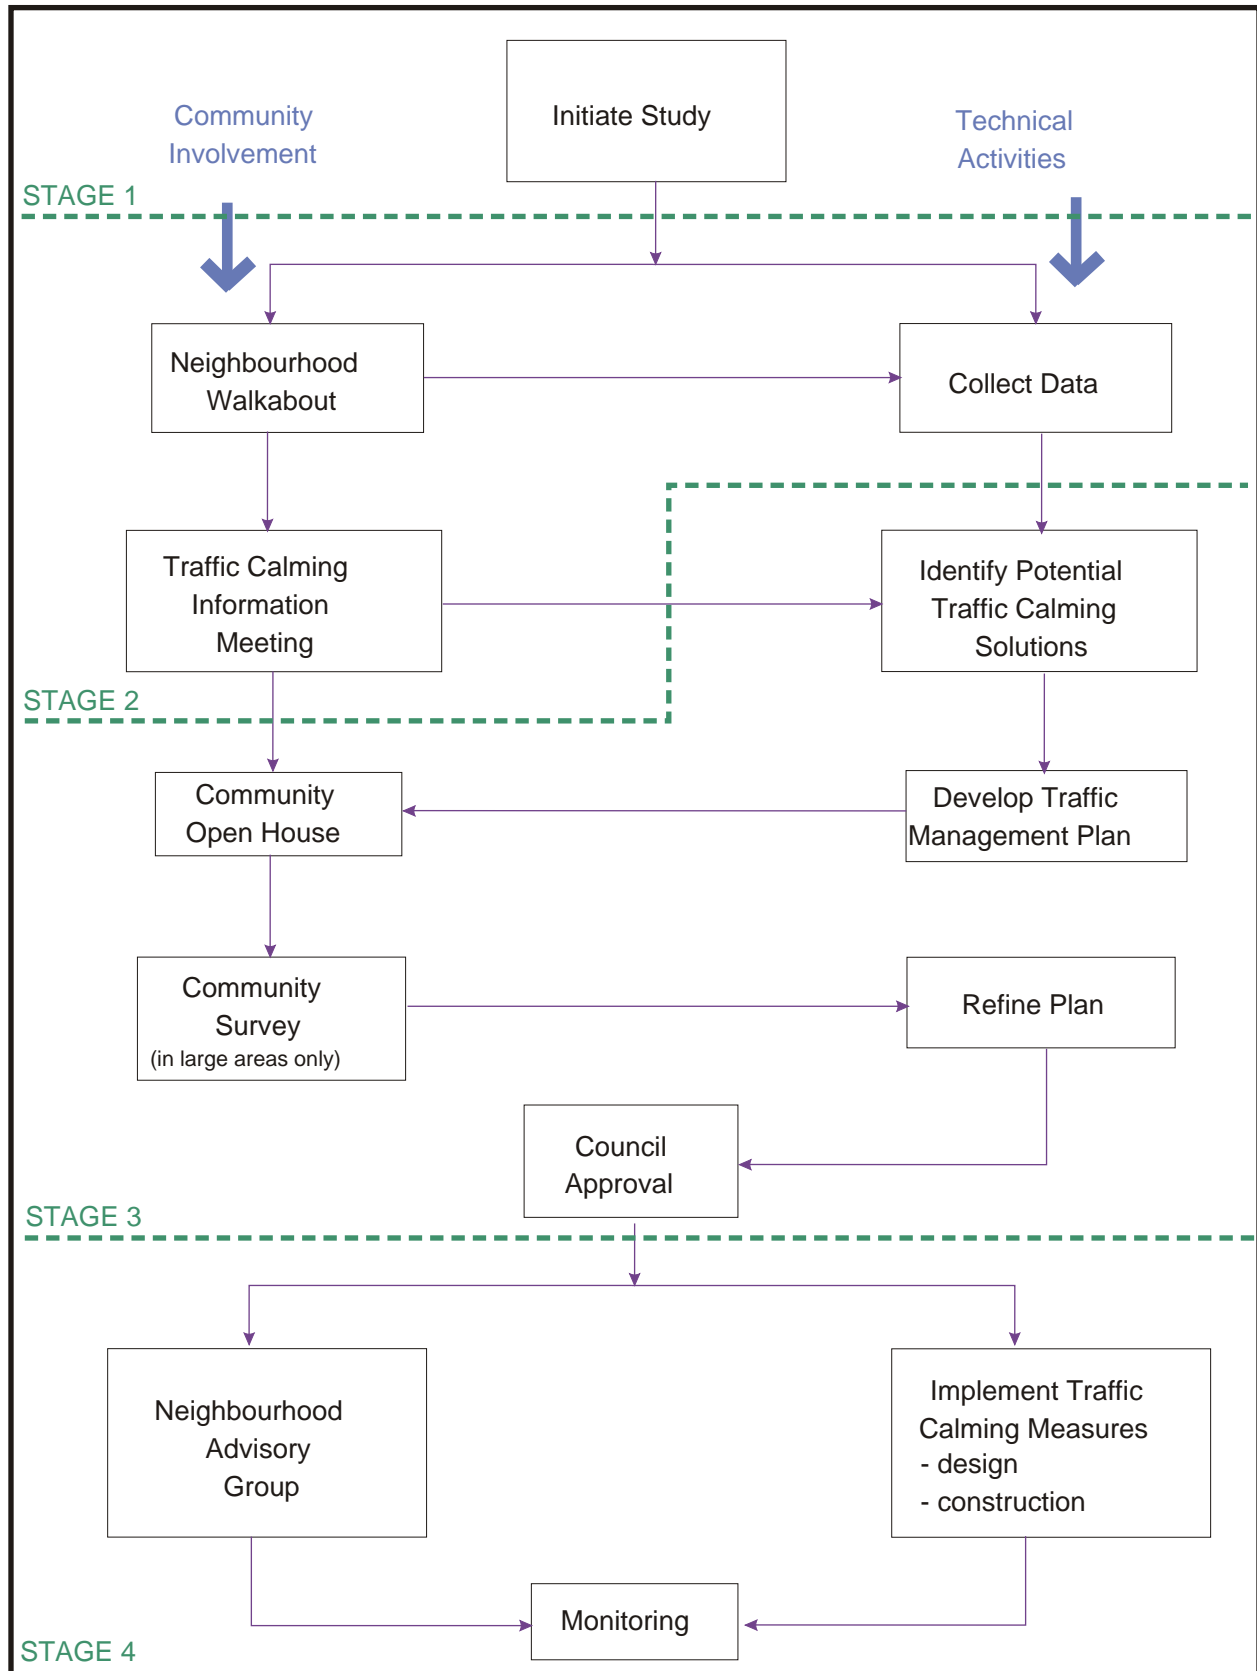 Initiate Study
Community
Involvement
Technical
Activities
STAGE 1
Neighbourhood
Walkabout
Collect Data
Traffic Calming
Information
Meeting
Identify Potential
Traffic Calming
Solutions
STAGE 2
Community
Open House
Develop Traffic
Management Plan
Community
Survey
(in large areas only)
Refine Plan
Council
Approval
STAGE 3
Neighbourhood
Advisory
Group
Implement Traffic
Calming Measures
- design
- construction
Monitoring
STAGE 4